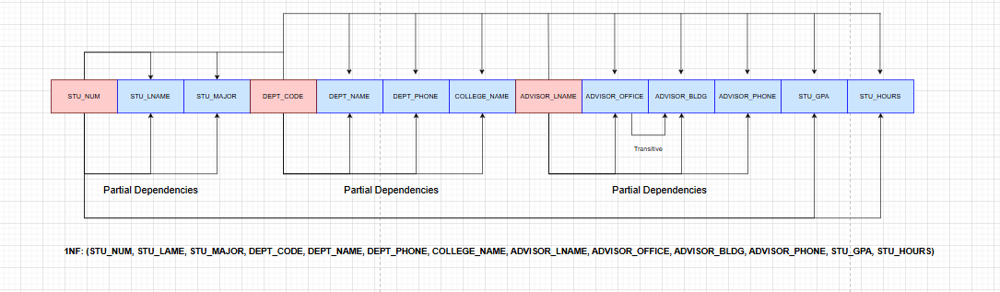 STU_NUM STU_LNAME STU_MAJOR DEPT_CODE DEPT_NAME DEPT_PHONE COLLEGE_NAME ADVISOR_LNAME ADVISOR_OFFICE ADVISOR_BLDG ADVISOR_PHONE STU_GPA STU_HOURS
Transitive
Partial Dependencies Partial Dependencies Partial Dependencies
1NF: (STU_NUM, STU_LAME, STU_MAJOR, DEPT_CODE, DEPT_NAME, DEPT_PHONE, COLLEGE_NAME, ADVISOR_LNAME, ADVISOR_OFFICE, ADVISOR_BLDG, ADVISOR_PHONE, STU_GPA, STU_HOURS)